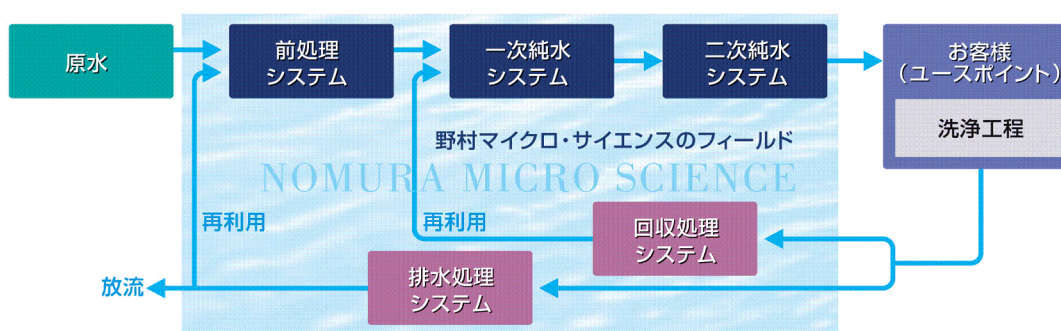 原水
前処理
システム
一次純水
システム
二次純水
システム
お客様
（ユースポイント）
洗浄工程
野村マイクロ・サイエンスのフィールド
NOMURA MICRO SCIENCE
再利用
再利用
回収処理
システム
放流
排水処理
システム